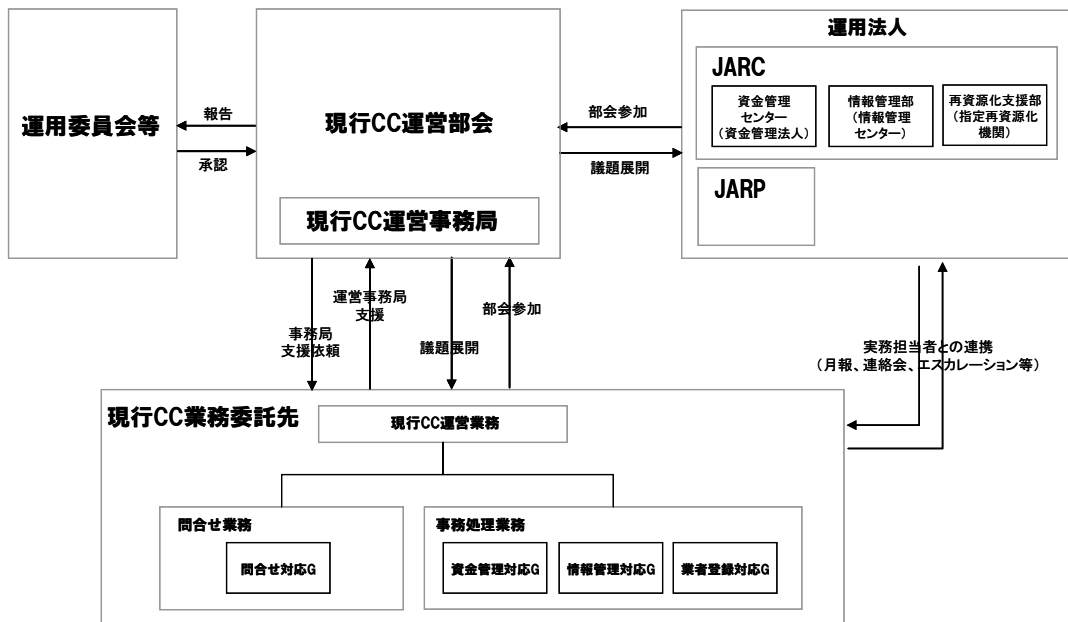 運用委員会等
報告
承認
現行CC運営部会
現行CC運営事務局
部会参加
議題展開
運用法人
JARC
資金管理
センター
(資金管理法人)
情報管理部
(情報管理
センター)
再資源化支援部
(指定再資源化
機関)
JARP
事務局
支援依頼
運営事務局
支援
議題展開
部会参加
実務担当者との連携
(月報、連絡会、エスカレーション等)
現行CC業務委託先
現行CC運営業務
問合せ業務
問合せ対応G
事務処理業務
資金管理対応G
情報管理対応G
業者登録対応G